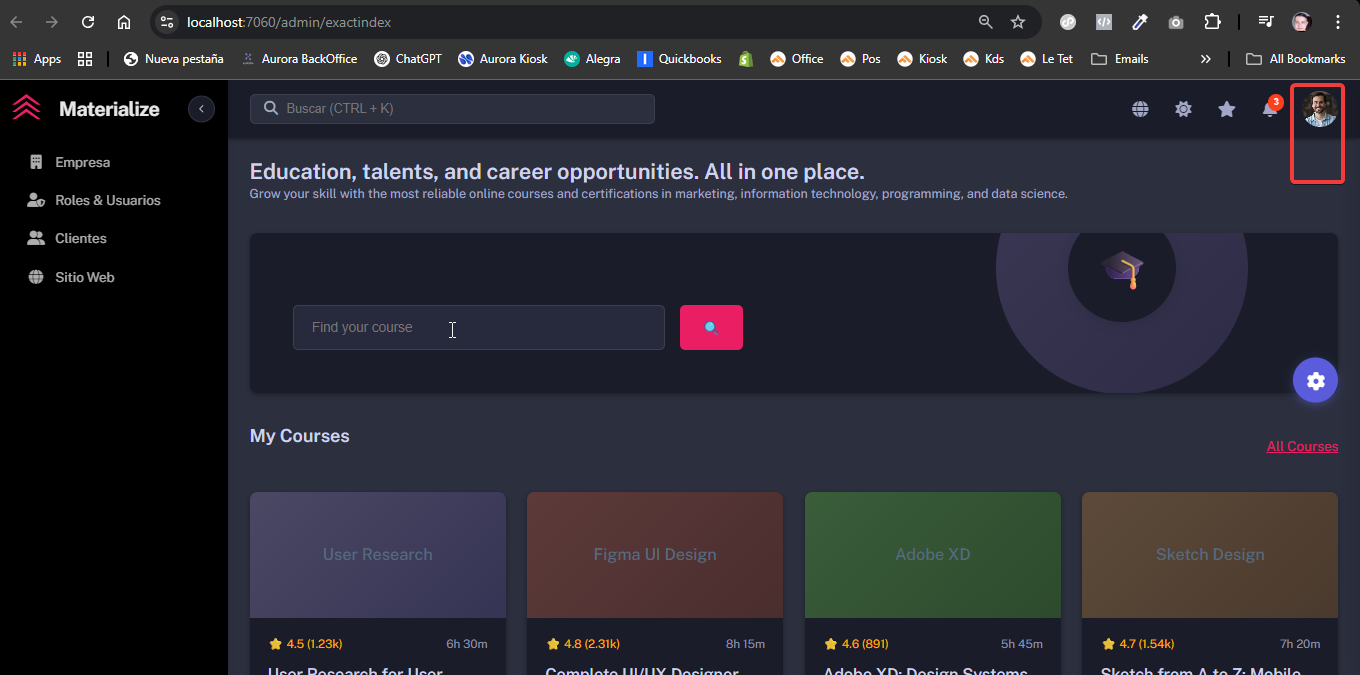 localhost:7060/admin/exactindex
Apps Nueva pestaña Aurora BackOffice ChatGPT Aurora Kiosk Alegra Quickbooks Office Pos Kiosk Kds Le Tet Emails » All Bookmarks
Materialize
Buscar (CTRL + K)
3
Empresa
Roles & Usuarios
Clientes
Sitio Web
Education, talents, and career opportunities. All in one place.
Grow your skill with the most reliable online courses and certifications in marketing, information technology, programming, and data science.
Find your course
My Courses
All Courses
User Research Figma UI Design Adobe XD Sketch Design
4.5 (1.23k) 6h 30m 4.8 (2.31k) 8h 15m 4.6 (891) 5h 45m 4.7 (1.54k) 7h 20m
User Research for User Complete UI/UX Designer Adobe XD: Design Systems Sketch from A to Z: Mobile